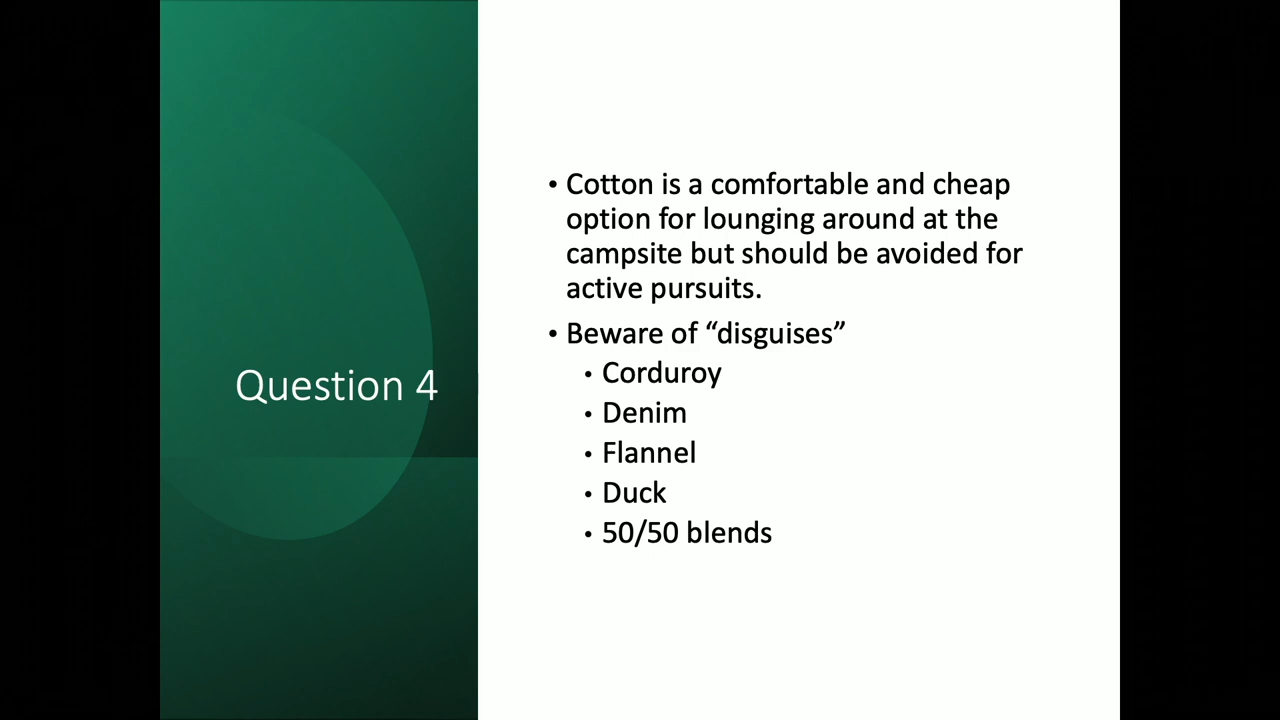 Question 4
• Cotton is a comfortable and cheap
option for lounging around at the
campsite but should be avoided for
active pursuits.
• Beware of “disguises”
• Corduroy
• Denim
• Flannel
• Duck
• 50/50 blends